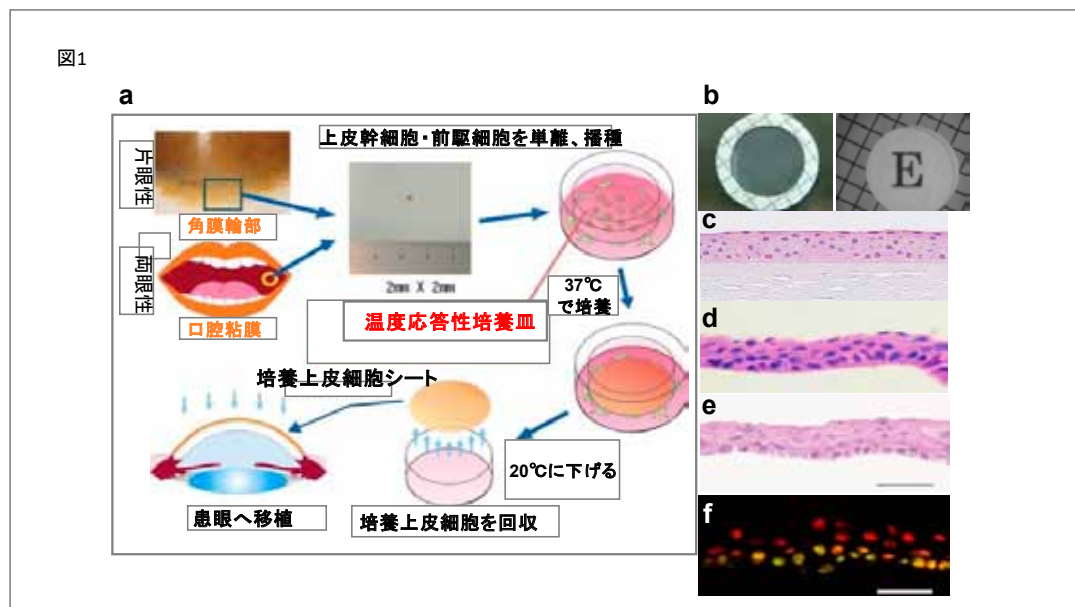 図1
a
b
上皮幹細胞・前駆細胞を単離、播種
片眼性
角膜輪部
両眼性
口腔粘膜
2mm X 2mm
37℃
で培養
温度応答性培養皿
培養上皮細胞シート
20℃に下げる
患眼へ移植
培養上皮細胞を回収
E
c
d
e
f